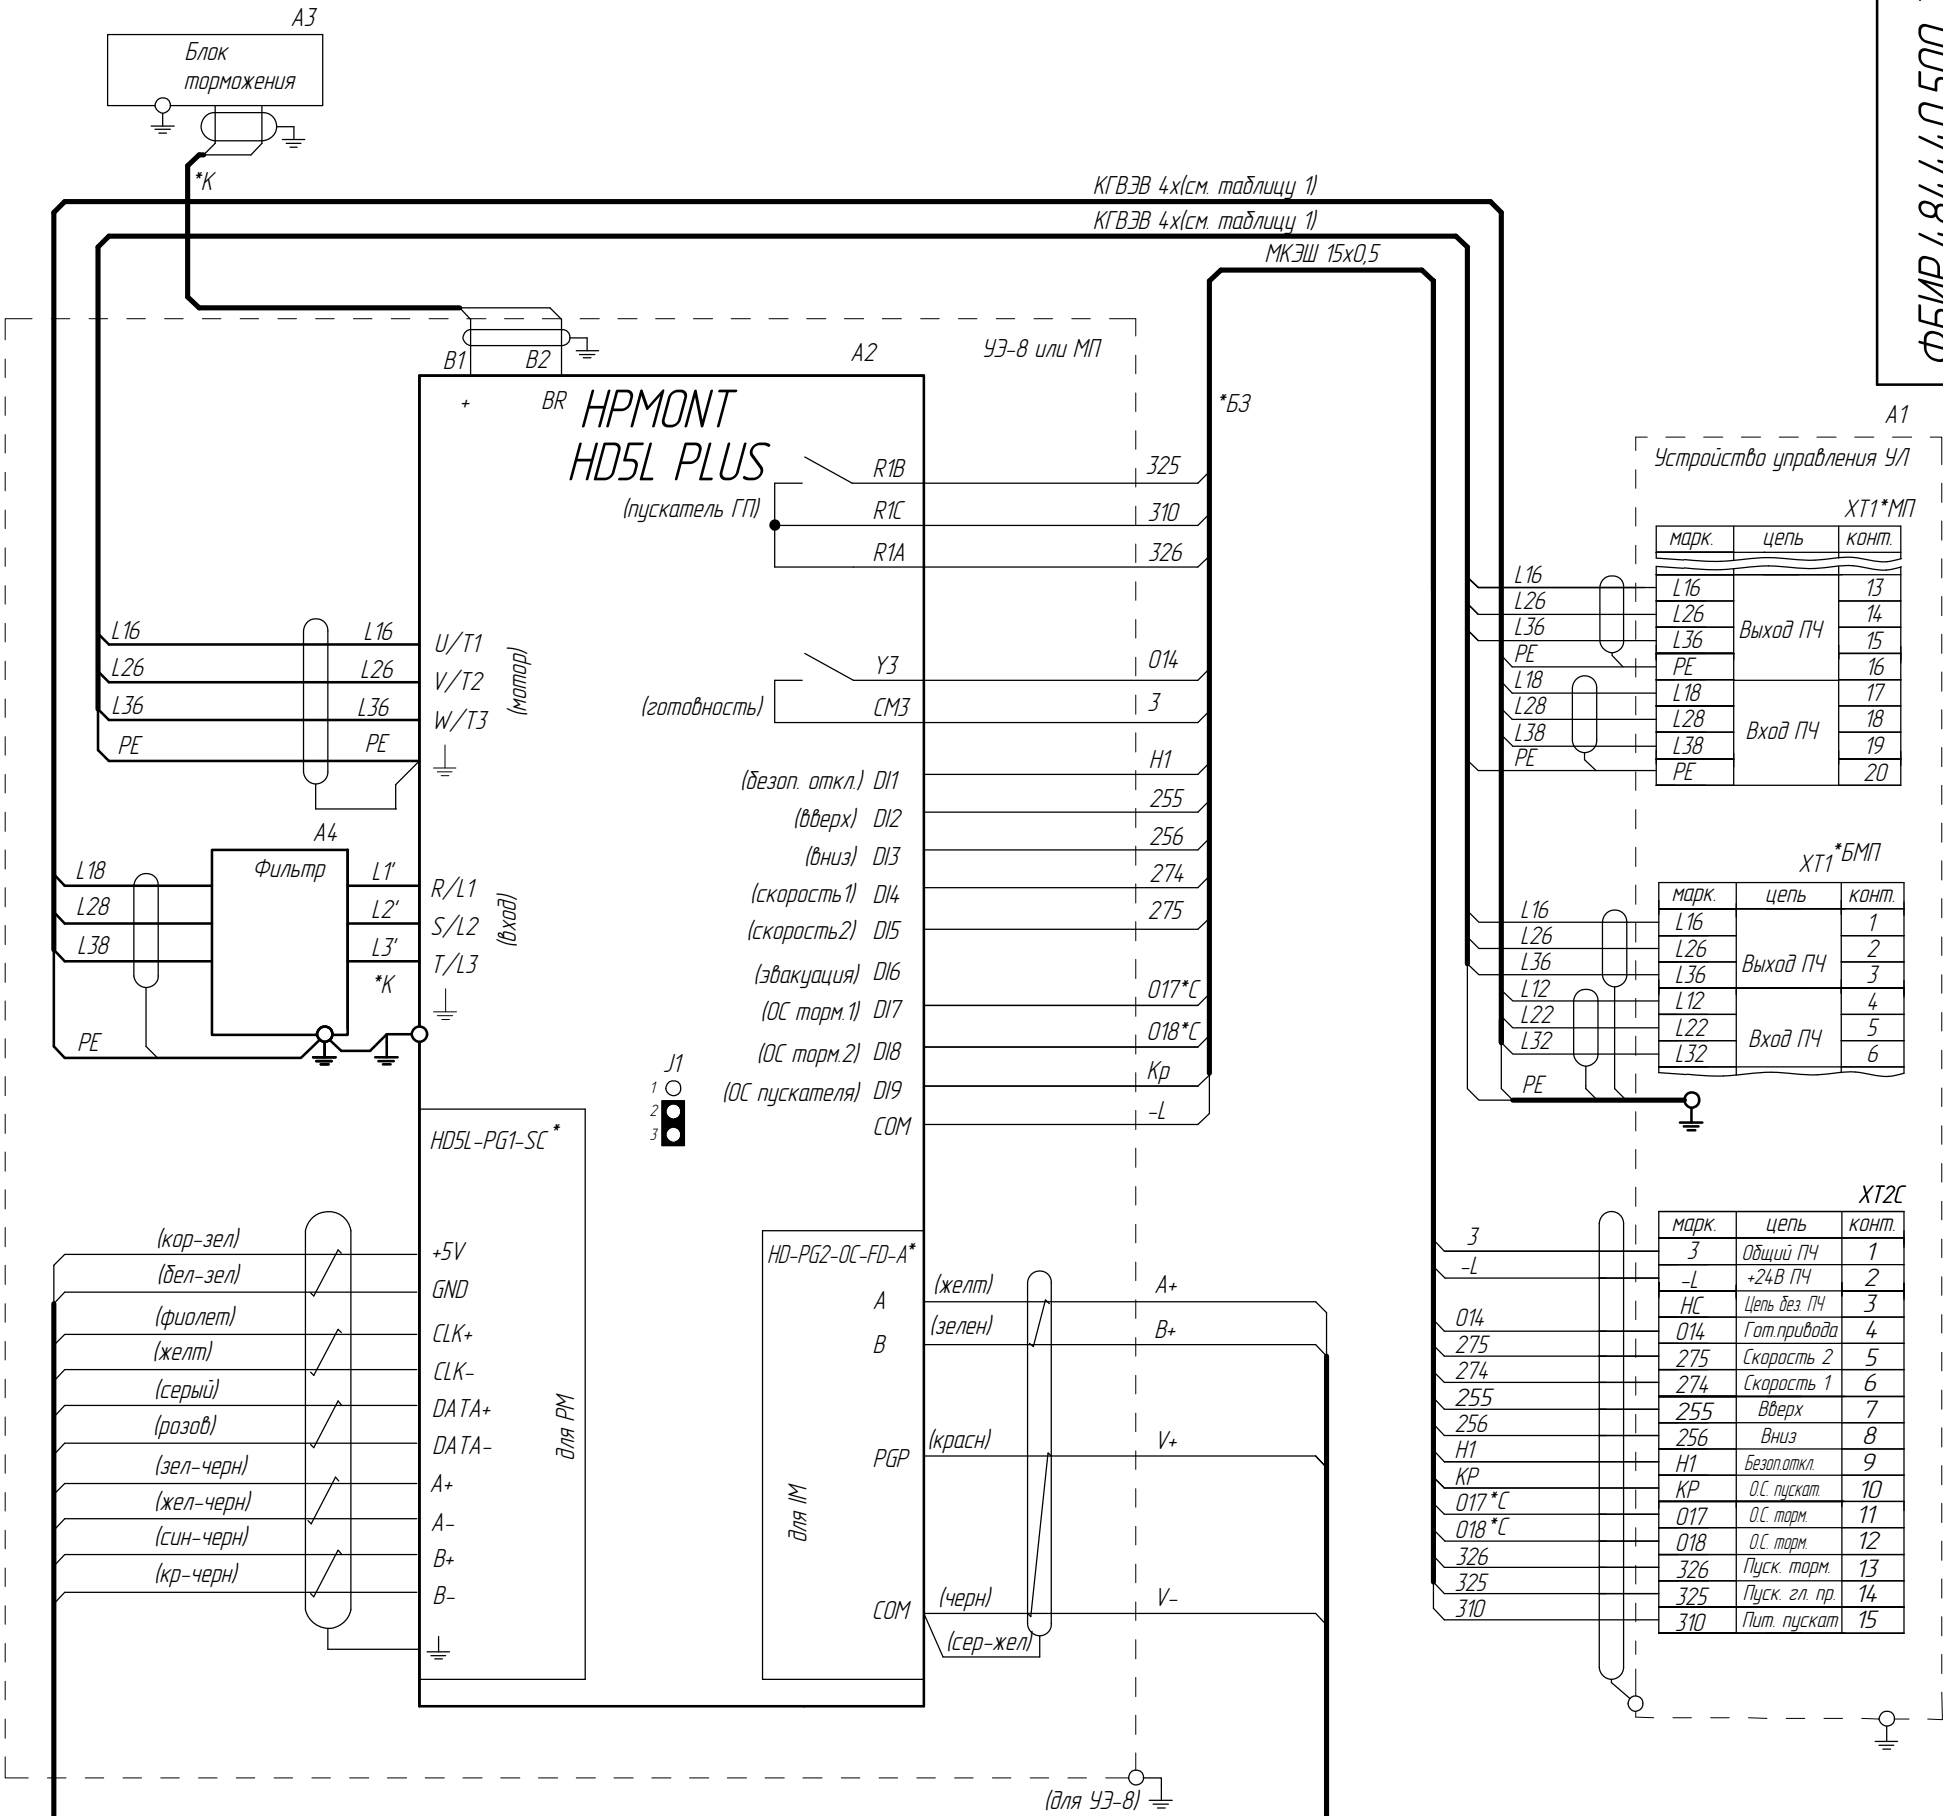 A3
Блок
торможения
*К
КГВЭВ 4х(см. таблицу 1)
КГВЭВ 4х(см. таблицу 1)
МКЭШ 15х0,5
B1
B2
A2
УЭ-8 или МП
+
BR
HPMONT
HD5L PLUS
*БЗ
(пускатель ГП)
R1B
325
R1C
310
R1A
326
L16
L16
U/T1
L26
L26
V/T2
L36
L36
W/T3
PE
PE
(мотор)
(готовность)
Y3
014
CM3
3
(безоп. откл.) DI1
H1
(вверх) DI2
255
(вниз) DI3
256
(скорость1) DI4
274
(скорость2) DI5
275
(эвакуация) DI6
(ОС торм.1) DI7
017*С
(ОС торм.2) DI8
018*С
(ОС пускателя) DI9
Кр
COM
-L
A4
Фильтр
L18
L1'
R/L1
L28
L2'
S/L2
L38
L3'
T/L3
(вход)
*К
PE
J1
1
2
3
HD5L-PG1-SC*
(кор-зел)
+5V
(бел-зел)
GND
(фиолет)
CLK+
(желт)
CLK-
(серый)
DATA+
(розов)
DATA-
(зел-черн)
A+
(жел-черн)
A-
(син-черн)
B+
(кр-черн)
B-
для РМ
HD-PG2-OC-FD-A*
A
(желт)
A+
B
(зелен)
B+
PGP
(красн)
V+
COM
(черн)
V-
(сер-жел)
для IM
(для УЭ-8)
A1
Устройство управления УЛ
XT1*МП
марк. цепь конт.
L16
L16 Выход ПЧ 13
L26
L26 14
L36
L36 15
PE
PE 16
L18
L18 Вход ПЧ 17
L28
L28 18
L38
L38 19
PE
PE 20
XT1*БМП
марк. цепь конт.
L16
L16 Выход ПЧ 1
L26
L26 2
L36
L36 3
L12
L12 Вход ПЧ 4
L22
L22 5
L32
L32 6
PE
XT2C
марк. цепь конт.
3
3 Общий ПЧ 1
-L
-L +24В ПЧ 2
НС Цепь без. ПЧ 3
014
014 Гот.привода 4
275
275 Скорость 2 5
274
274 Скорость 1 6
255
255 Вверх 7
256
256 Вниз 8
H1
H1 Безоп.откл. 9
КР
КР О.С. пускат. 10
017*С
017 О.С. торм. 11
018*С
018 О.С. торм. 12
326
326 Пуск. торм. 13
325
325 Пуск. гл. пр. 14
310
310 Пит. пускат 15